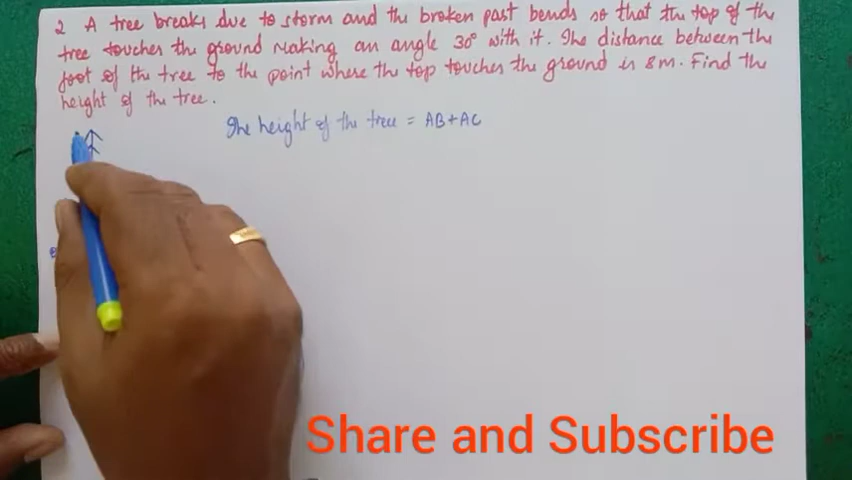 2 A tree breaks due to storm and the broken part bends so that the top of the
tree touches the ground making an angle 30° with it. The distance between the
foot of the tree to the point where the top touches the ground is 8m. Find the
height of the tree.
The height of the tree = AB+AC
Share and Subscribe